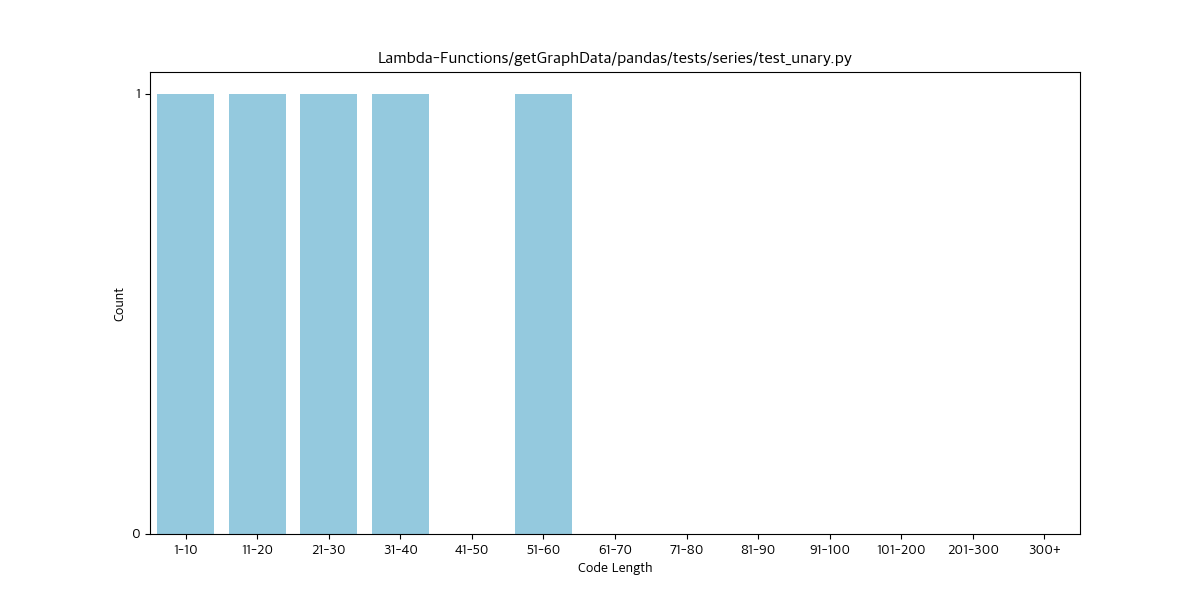 Lambda-Functions/getGraphData/pandas/tests/series/test_unary.py
1
0
Count
1-10 11-20 21-30 31-40 41-50 51-60 61-70 71-80 81-90 91-100 101-200 201-300 300+
Code Length